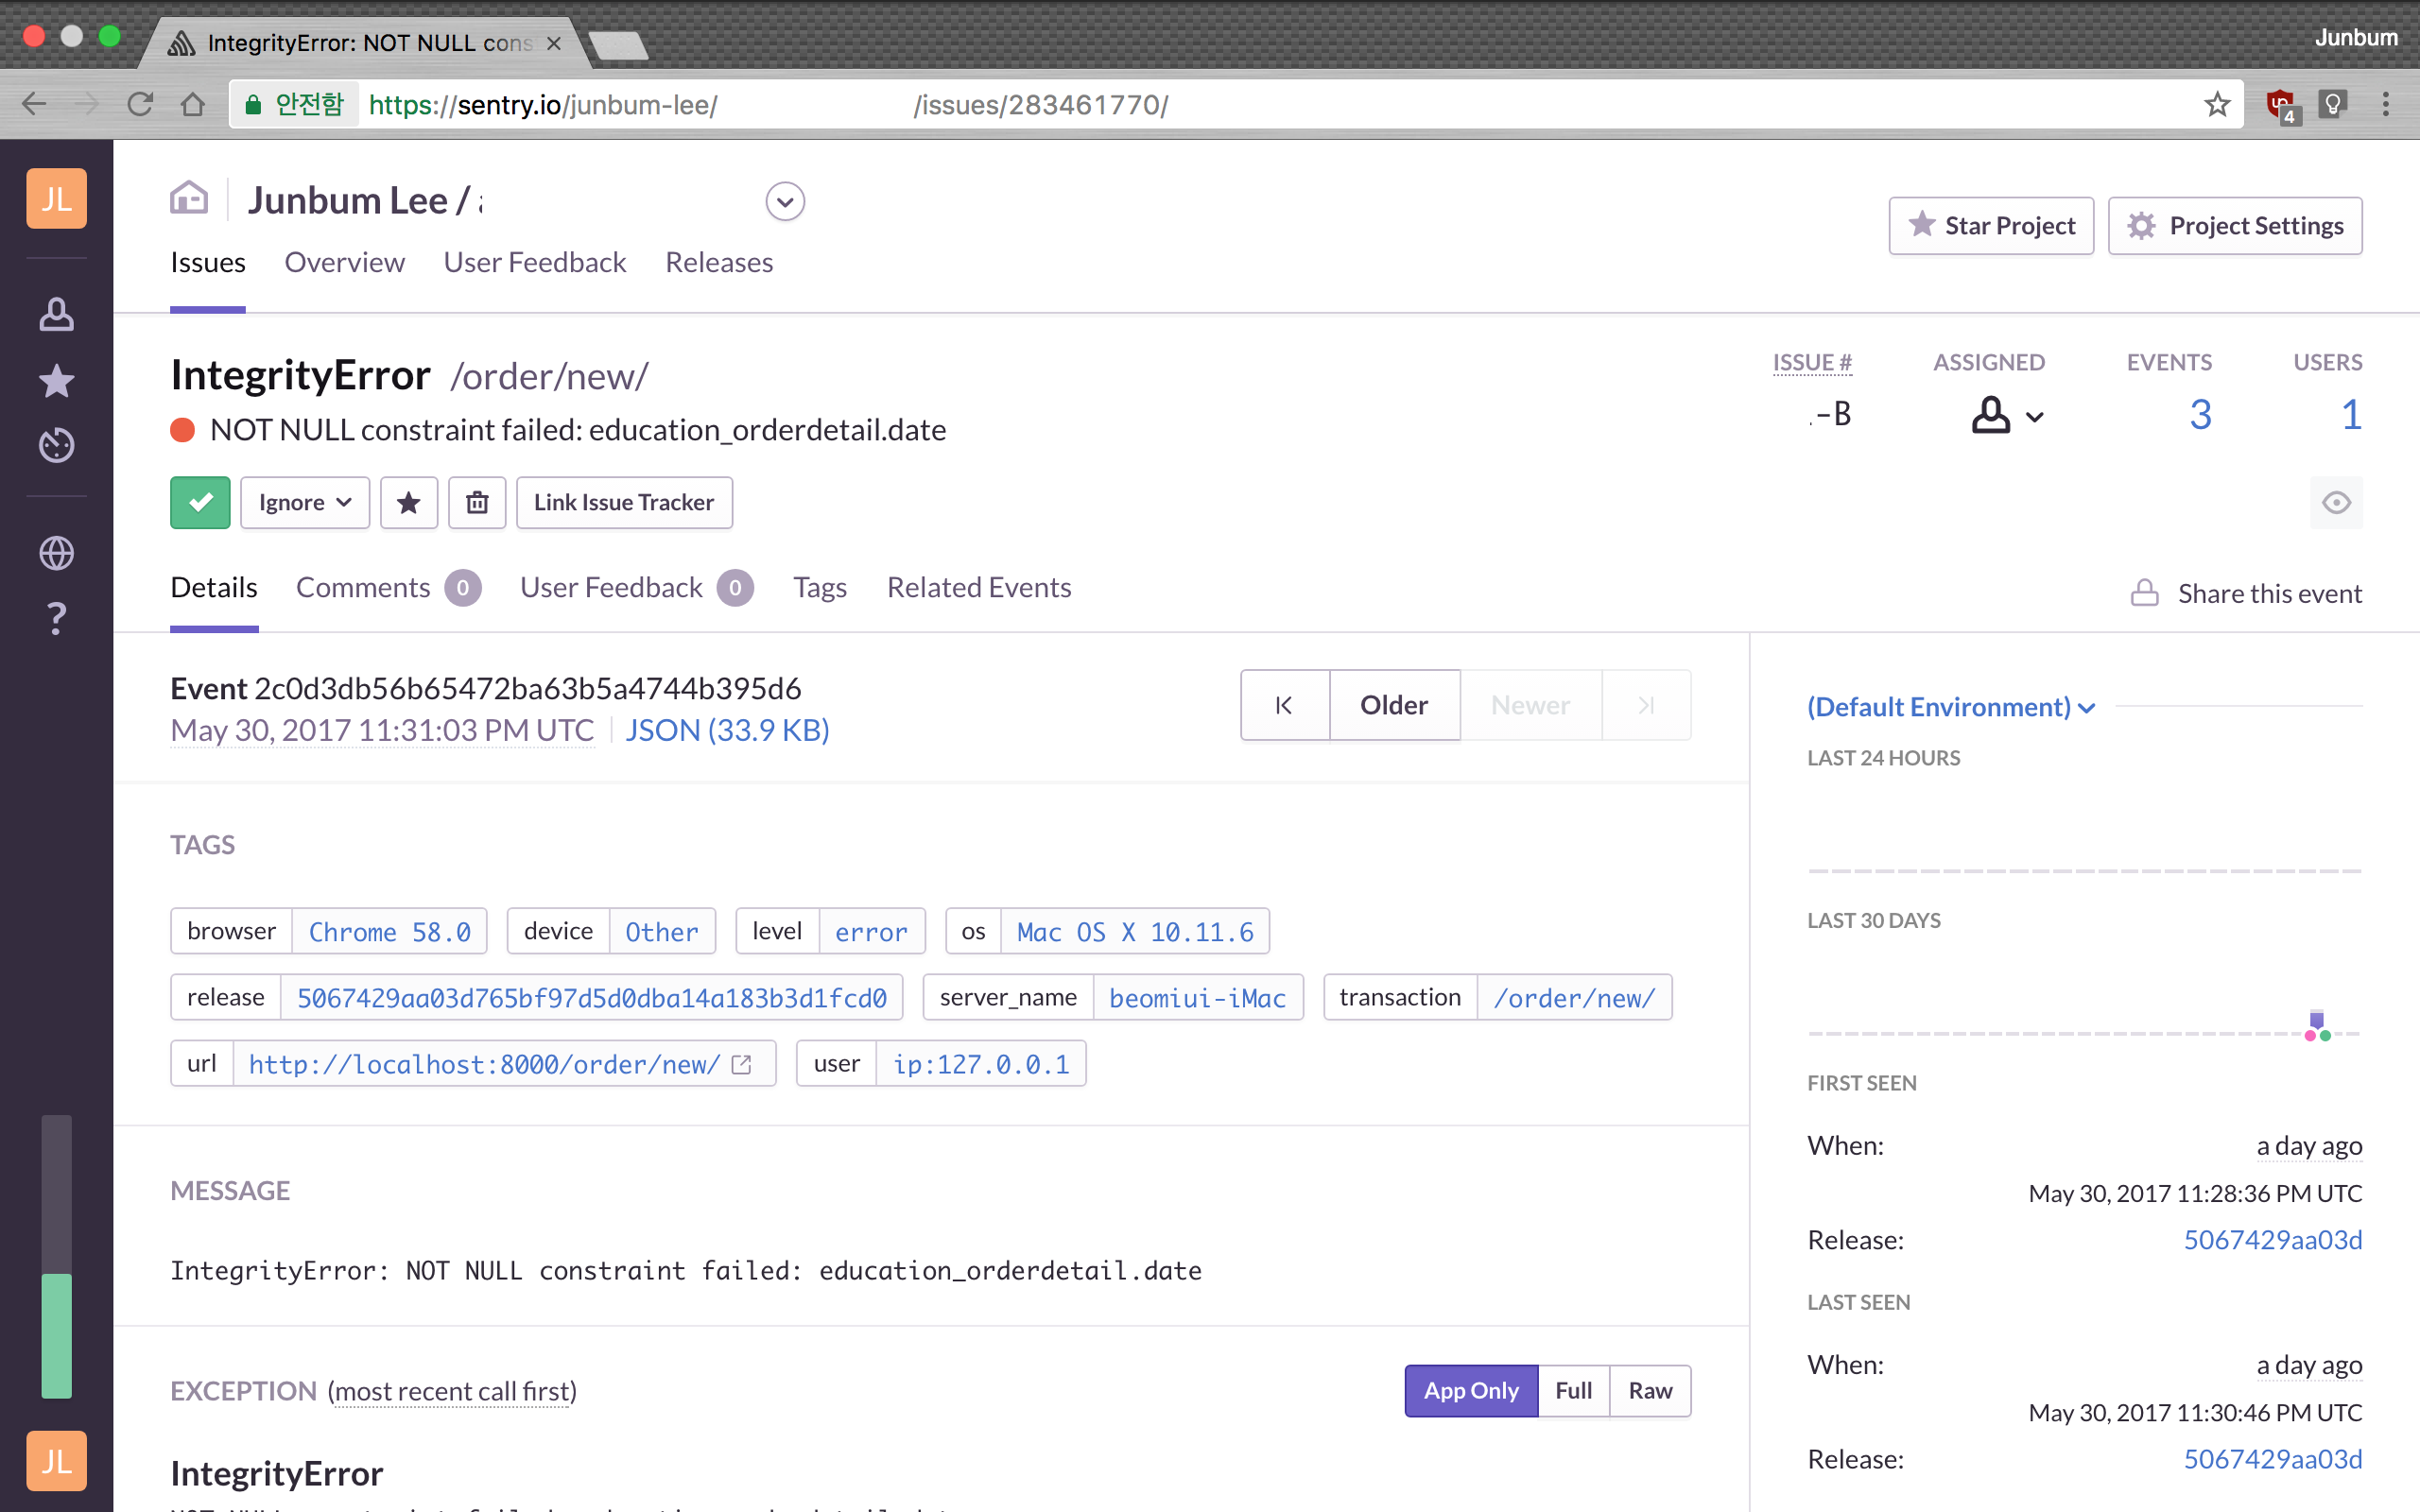 IntegrityError: NOT NULL cons
Junbum
안전함 https://sentry.io/junbum-lee/ /issues/283461770/
4
JL
Junbum Lee /
Star Project
Project Settings
Issues Overview User Feedback Releases
IntegrityError /order/new/
ISSUE # ASSIGNED EVENTS USERS
-B 3 1
NOT NULL constraint failed: education_orderdetail.date
Ignore
Link Issue Tracker
Details Comments 0 User Feedback 0 Tags Related Events
Share this event
Event 2c0d3db56b65472ba63b5a4744b395d6
May 30, 2017 11:31:03 PM UTC JSON (33.9 KB)
Older Newer
TAGS
browser Chrome 58.0 device Other level error os Mac OS X 10.11.6
release 5067429aa03d765bf97d5d0dba14a183b3d1fcd0 server_name beomiui-iMac transaction /order/new/
url http://localhost:8000/order/new/ user ip:127.0.0.1
MESSAGE
IntegrityError: NOT NULL constraint failed: education_orderdetail.date
EXCEPTION (most recent call first)
App Only Full Raw
IntegrityError
(Default Environment)
LAST 24 HOURS
LAST 30 DAYS
FIRST SEEN
When: a day ago
May 30, 2017 11:28:36 PM UTC
Release: 5067429aa03d
LAST SEEN
When: a day ago
May 30, 2017 11:30:46 PM UTC
Release: 5067429aa03d
?
JL